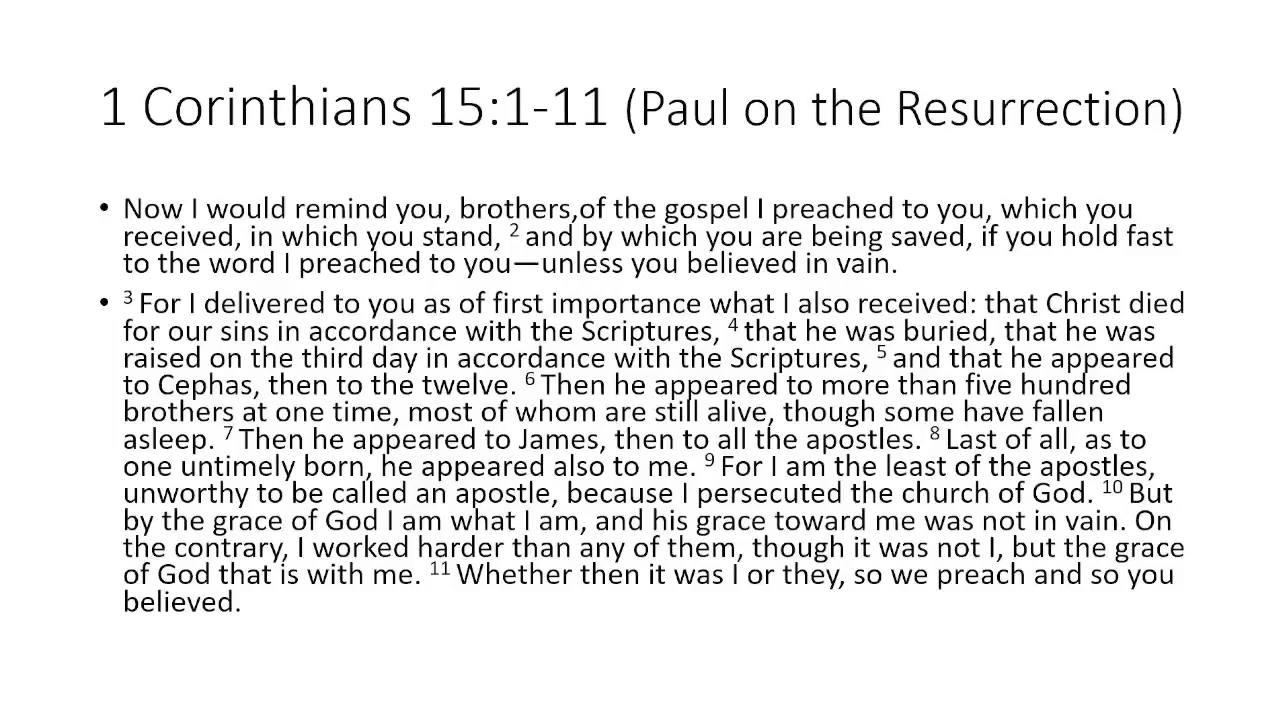 1 Corinthians 15:1-11 (Paul on the Resurrection)
• Now I would remind you, brothers,of the gospel I preached to you, which you
received, in which you stand, 2 and by which you are being saved, if you hold fast
to the word I preached to you—unless you believed in vain.
• 3 For I delivered to you as of first importance what I also received: that Christ died
for our sins in accordance with the Scriptures, 4 that he was buried, that he was
raised on the third day in accordance with the Scriptures, 5 and that he appeared
to Cephas, then to the twelve. 6 Then he appeared to more than five hundred
brothers at one time, most of whom are still alive, though some have fallen
asleep. 7 Then he appeared to James, then to all the apostles. 8 Last of all, as to
one untimely born, he appeared also to me. 9 For I am the least of the apostles,
unworthy to be called an apostle, because I persecuted the church of God. 10 But
by the grace of God I am what I am, and his grace toward me was not in vain. On
the contrary, I worked harder than any of them, though it was not I, but the grace
of God that is with me. 11 Whether then it was I or they, so we preach and so you
believed.